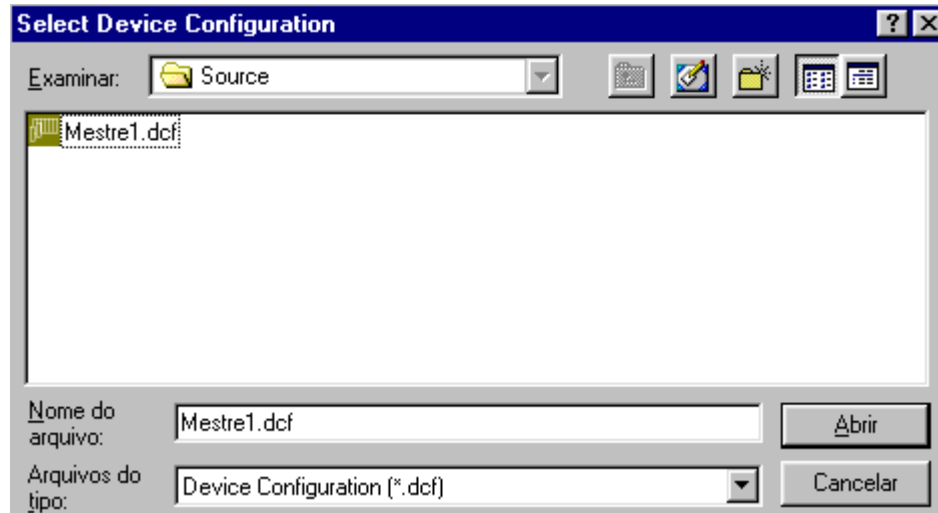 Select Device Configuration
Examinar: Source
Mestre1.dcf
Nome do
arquivo: Mestre1.dcf Abrir
Arquivos do
tipo: Device Configuration (*.dcf) Cancelar